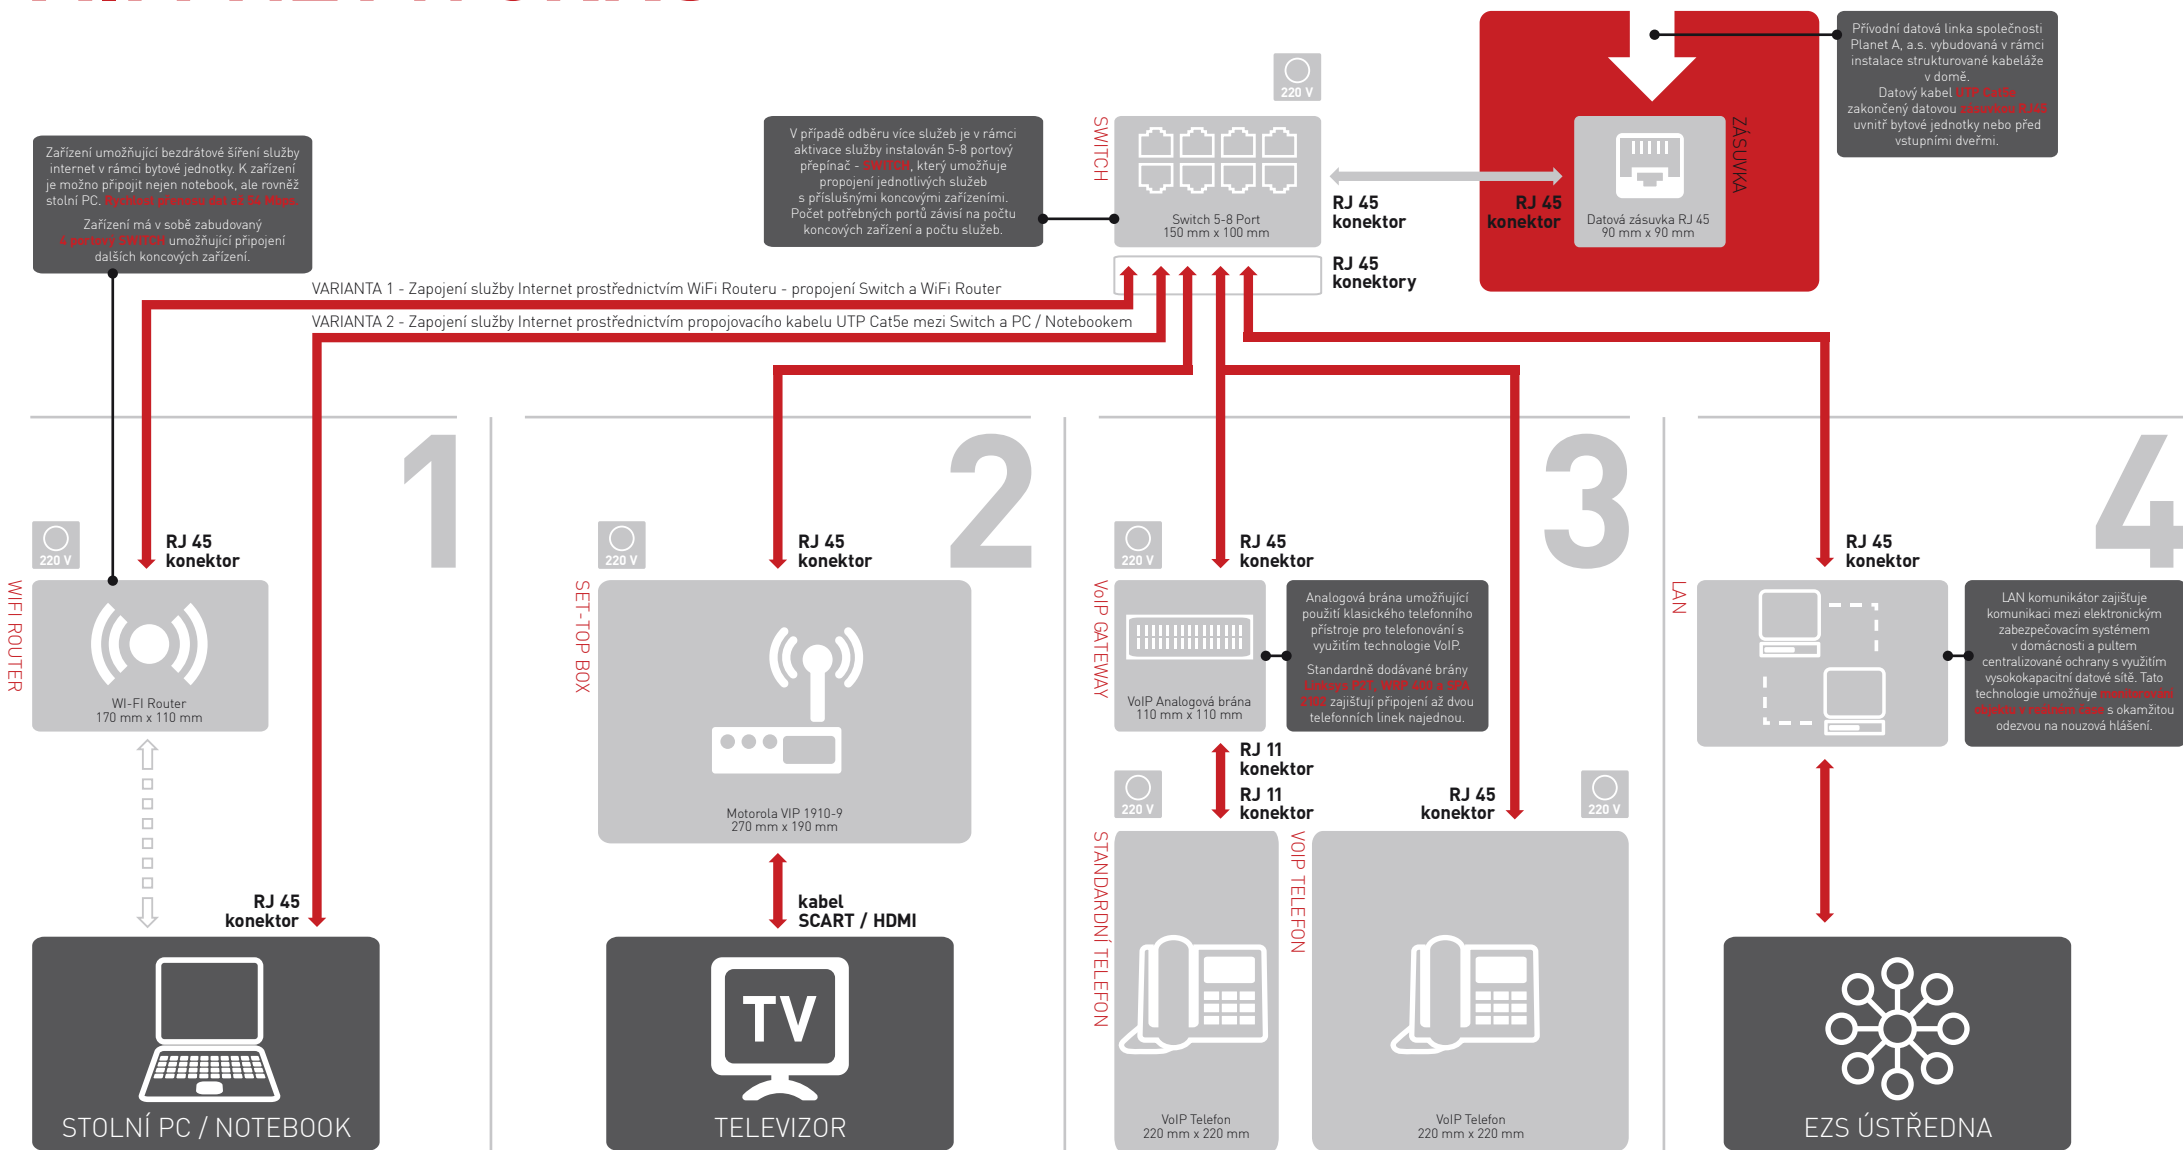 Přívodní datová linka společnosti
Planet A, a.s. vybudovaná v rámci
instalace strukturované kabeláže
v domě.
Datový kabel UTP Cat5e
zakončený datovou zásuvkou RJ45
uvnitř bytové jednotky nebo před
vstupními dveřmi.
220 V
V případě odběru více služeb je v rámci
aktivace služby instalován 5-8 portový
přepínač - SWITCH, který umožňuje
propojení jednotlivých služeb
s příslušnými koncovými zařízeními.
Počet potřebných portů závisí na počtu
koncových zařízení a počtu služeb.
SWITCH
Switch 5-8 Port
150 mm x 100 mm
RJ 45
konektor
RJ 45
konektor
ZÁSUVKA
Datová zásuvka RJ 45
90 mm x 90 mm
RJ 45
konektory
Zařízení umožňující bezdrátové šíření služby
internet v rámci bytové jednotky. K zařízení
je možno připojit nejen notebook, ale rovněž
stolní PC. Rychlost přenosu dat až 54 Mbps.
Zařízení má v sobě zabudovaný
4 portový SWITCH umožňující připojení
dalších koncových zařízení.
VARIANTA 1 - Zapojení služby Internet prostřednictvím WiFi Routeru - propojení Switch a WiFi Router
VARIANTA 2 - Zapojení služby Internet prostřednictvím propojovacího kabelu UTP Cat5e mezi Switch a PC / Notebookem
1
220 V
RJ 45
konektor
WIFI ROUTER
WI-FI Router
170 mm x 110 mm
RJ 45
konektor
STOLNÍ PC / NOTEBOOK
2
220 V
RJ 45
konektor
SET-TOP BOX
Motorola VIP 1910-9
270 mm x 190 mm
kabel
SCART / HDMI
TV
TELEVIZOR
3
220 V
RJ 45
konektor
VoIP GATEWAY
VoIP Analogová brána
110 mm x 110 mm
Analogová brána umožňující
použití klasického telefonního
přístroje pro telefonování s
využitím technologie VoIP.
Standardně dodávané brány
Linksys P2T, WRP 400 a SPA
2102 zajišťují připojení až dvou
telefonních linek najednou.
RJ 11
konektor
220 V
RJ 11
konektor
RJ 45
konektor
220 V
STANDARDNÍ TELEFON
VoIP Telefon
220 mm x 220 mm
VOIP TELEFON
VoIP Telefon
220 mm x 220 mm
4
RJ 45
konektor
LAN
LAN komunikátor zajišťuje
komunikaci mezi elektronickým
zabezpečovacím systémem
v domácnosti a pultem
centralizované ochrany s využitím
vysokokapacitní datové sítě. Tato
technologie umožňuje monitorování
objektu v reálném čase s okamžitou
odezvou na nouzová hlášení.
EZS ÚSTŘEDNA